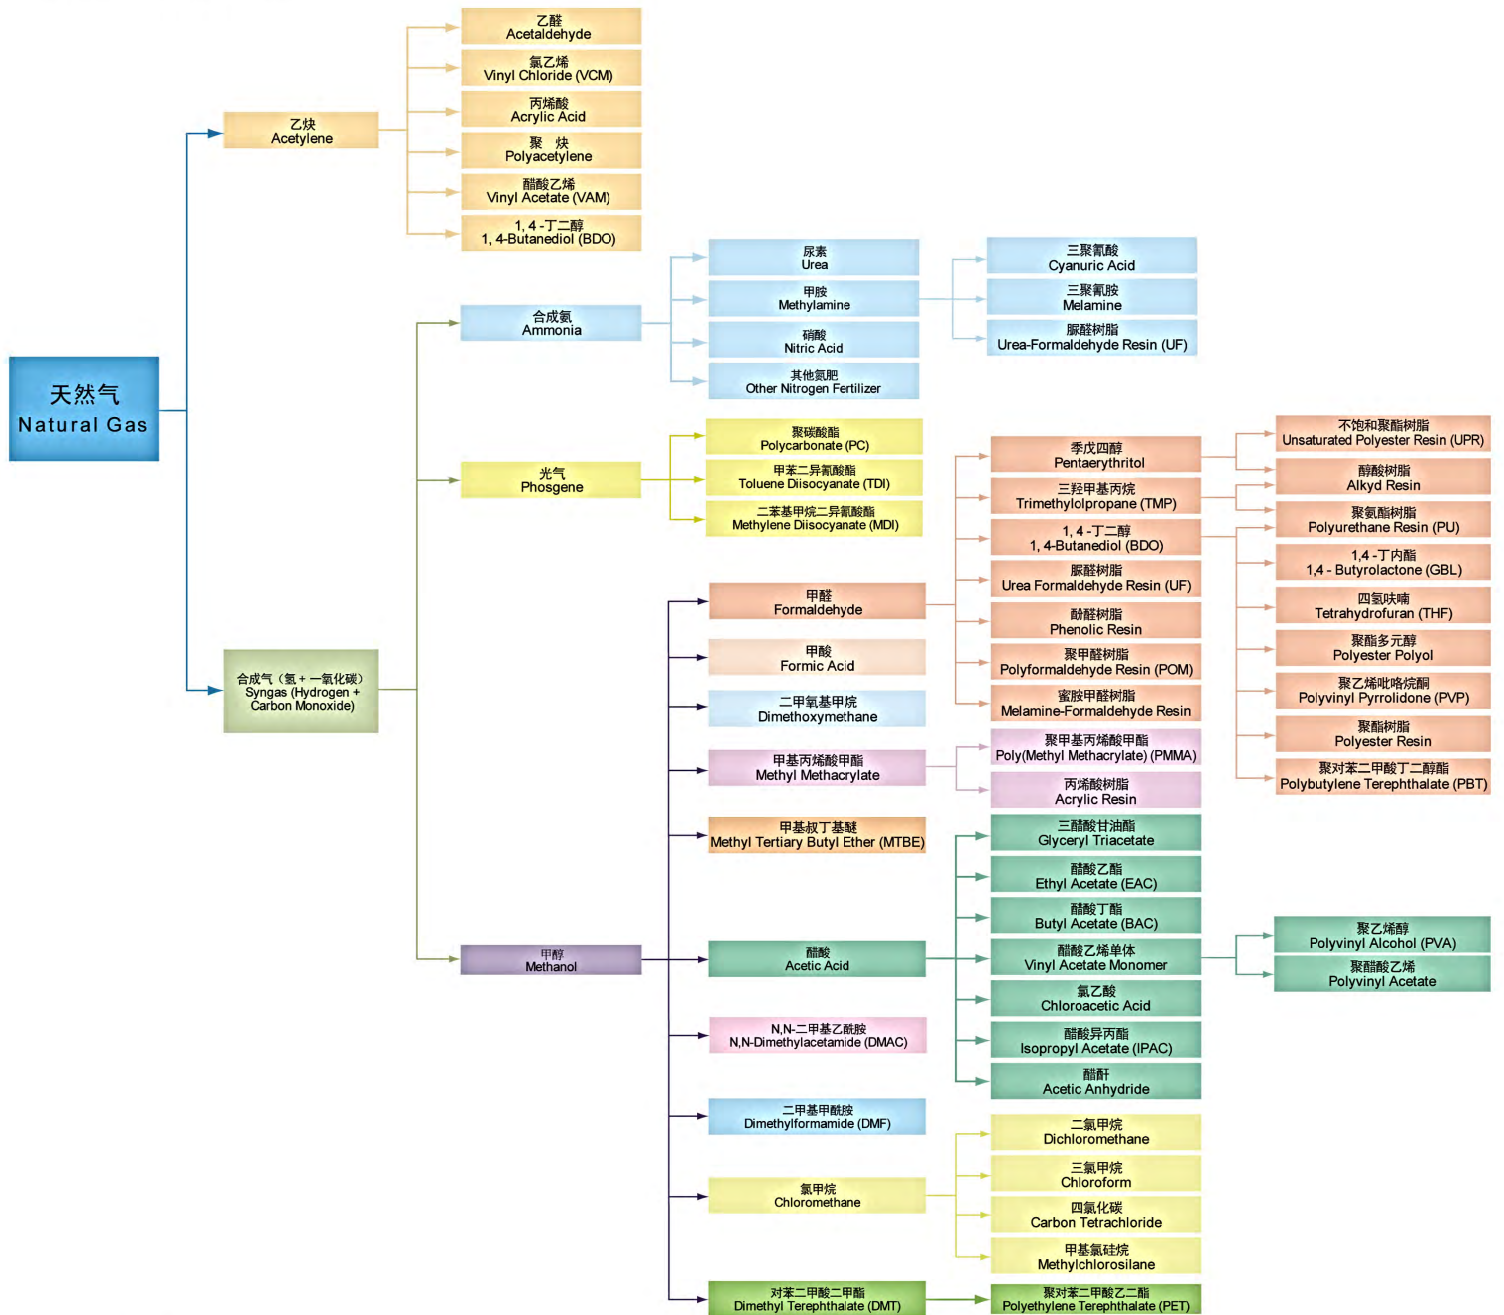 天然气
Natural Gas
乙炔
Acetylene
乙醛
Acetaldehyde
氯乙烯
Vinyl Chloride (VCM)
丙烯酸
Acrylic Acid
聚 炔
Polyacetylene
醋酸乙烯
Vinyl Acetate (VAM)
1, 4 -丁二醇
1, 4-Butanediol (BDO)
合成气（氢 + 一氧化碳）
Syngas (Hydrogen +
Carbon Monoxide)
合成氨
Ammonia
尿素
Urea
甲胺
Methylamine
硝酸
Nitric Acid
其他氮肥
Other Nitrogen Fertilizer
三聚氰酸
Cyanuric Acid
三聚氰胺
Melamine
脲醛树脂
Urea-Formaldehyde Resin (UF)
光气
Phosgene
聚碳酸酯
Polycarbonate (PC)
甲苯二异氰酸酯
Toluene Diisocyanate (TDI)
二苯基甲烷二异氰酸酯
Methylene Diisocyanate (MDI)
甲醇
Methanol
甲醛
Formaldehyde
甲酸
Formic Acid
二甲氧基甲烷
Dimethoxymethane
甲基丙烯酸甲酯
Methyl Methacrylate
甲基叔丁基醚
Methyl Tertiary Butyl Ether (MTBE)
醋酸
Acetic Acid
N,N-二甲基乙酰胺
N,N-Dimethylacetamide (DMAC)
二甲基甲酰胺
Dimethylformamide (DMF)
氯甲烷
Chloromethane
对苯二甲酸二甲酯
Dimethyl Terephthalate (DMT)
季戊四醇
Pentaerythritol
三羟甲基丙烷
Trimethylolpropane (TMP)
1, 4 -丁二醇
1, 4-Butanediol (BDO)
脲醛树脂
Urea Formaldehyde Resin (UF)
酚醛树脂
Phenolic Resin
聚甲醛树脂
Polyformaldehyde Resin (POM)
蜜胺甲醛树脂
Melamine-Formaldehyde Resin
聚甲基丙烯酸甲酯
Poly(Methyl Methacrylate) (PMMA)
丙烯酸树脂
Acrylic Resin
三醋酸甘油酯
Glyceryl Triacetate
醋酸乙酯
Ethyl Acetate (EAC)
醋酸丁酯
Butyl Acetate (BAC)
醋酸乙烯单体
Vinyl Acetate Monomer
氯乙酸
Chloroacetic Acid
醋酸异丙酯
Isopropyl Acetate (IPAC)
醋酐
Acetic Anhydride
二氯甲烷
Dichloromethane
三氯甲烷
Chloroform
四氯化碳
Carbon Tetrachloride
甲基氯硅烷
Methylchlorosilane
聚对苯二甲酸乙二酯
Polyethylene Terephthalate (PET)
不饱和聚酯树脂
Unsaturated Polyester Resin (UPR)
醇酸树脂
Alkyd Resin
聚氨酯树脂
Polyurethane Resin (PU)
1,4 -丁内酯
1,4 - Butyrolactone (GBL)
四氢呋喃
Tetrahydrofuran (THF)
聚酯多元醇
Polyester Polyol
聚乙烯吡咯烷酮
Polyvinyl Pyrrolidone (PVP)
聚酯树脂
Polyester Resin
聚对苯二甲酸丁二醇酯
Polybutylene Terephthalate (PBT)
聚乙烯醇
Polyvinyl Alcohol (PVA)
聚醋酸乙烯
Polyvinyl Acetate